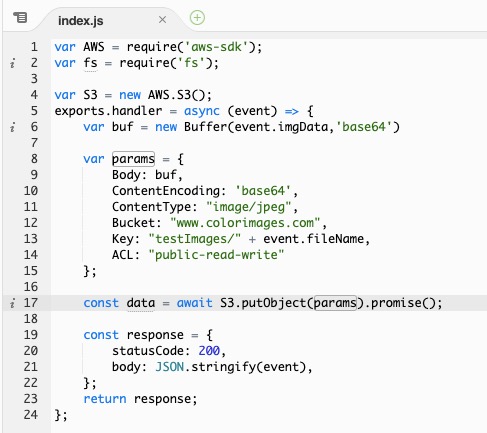 index.js
1 var AWS = require('aws-sdk');
i 2 var fs = require('fs');
3
4 var S3 = new AWS.S3();
5 exports.handler = async (event) => {
i 6     var buf = new Buffer(event.imgData,'base64')
7
8     var params = {
9         Body: buf,
10         ContentEncoding: 'base64',
11         ContentType: "image/jpeg",
12         Bucket: "www.colorimages.com",
13         Key: "testImages/" + event.fileName,
14         ACL: "public-read-write"
15     };
16
i 17     const data = await S3.putObject(params).promise();
18
19     const response = {
20         statusCode: 200,
21         body: JSON.stringify(event),
22     };
23     return response;
24 };